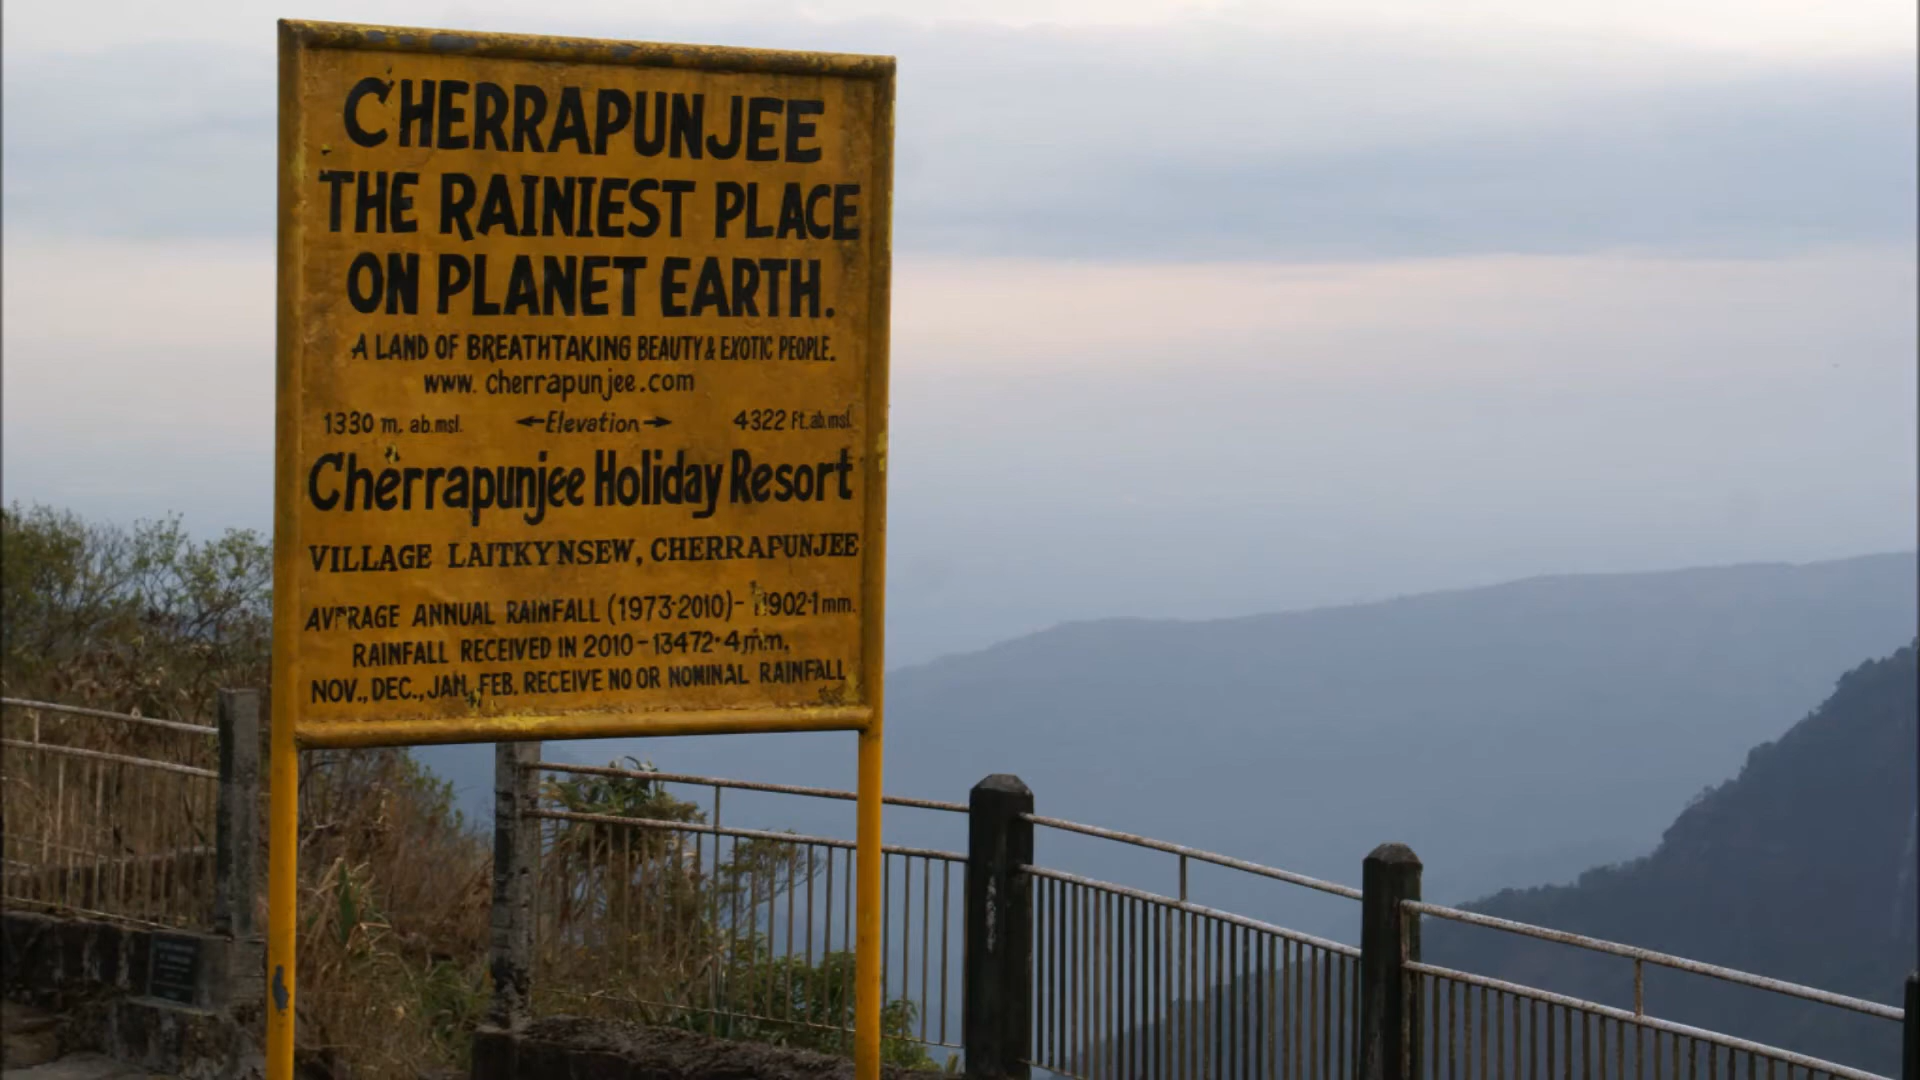 CHERRAPUNJEE
THE RAINIEST PLACE
ON PLANET EARTH.
A LAND OF BREATHTAKING BEAUTY & EXOTIC PEOPLE.
www. cherrapunjee.com
1330 m. ab.msl. ←Elevation→ 4322 Ft.ab.msl.
Cherrapunjee Holiday Resort
VILLAGE LAITKYNSEW, CHERRAPUNJEE
AVERAGE ANNUAL RAINFALL (1973-2010)- 11902·1 mm.
RAINFALL RECEIVED IN 2010-13472·4 mm.
NOV., DEC., JAN, FEB. RECEIVE NO OR NOMINAL RAINFALL